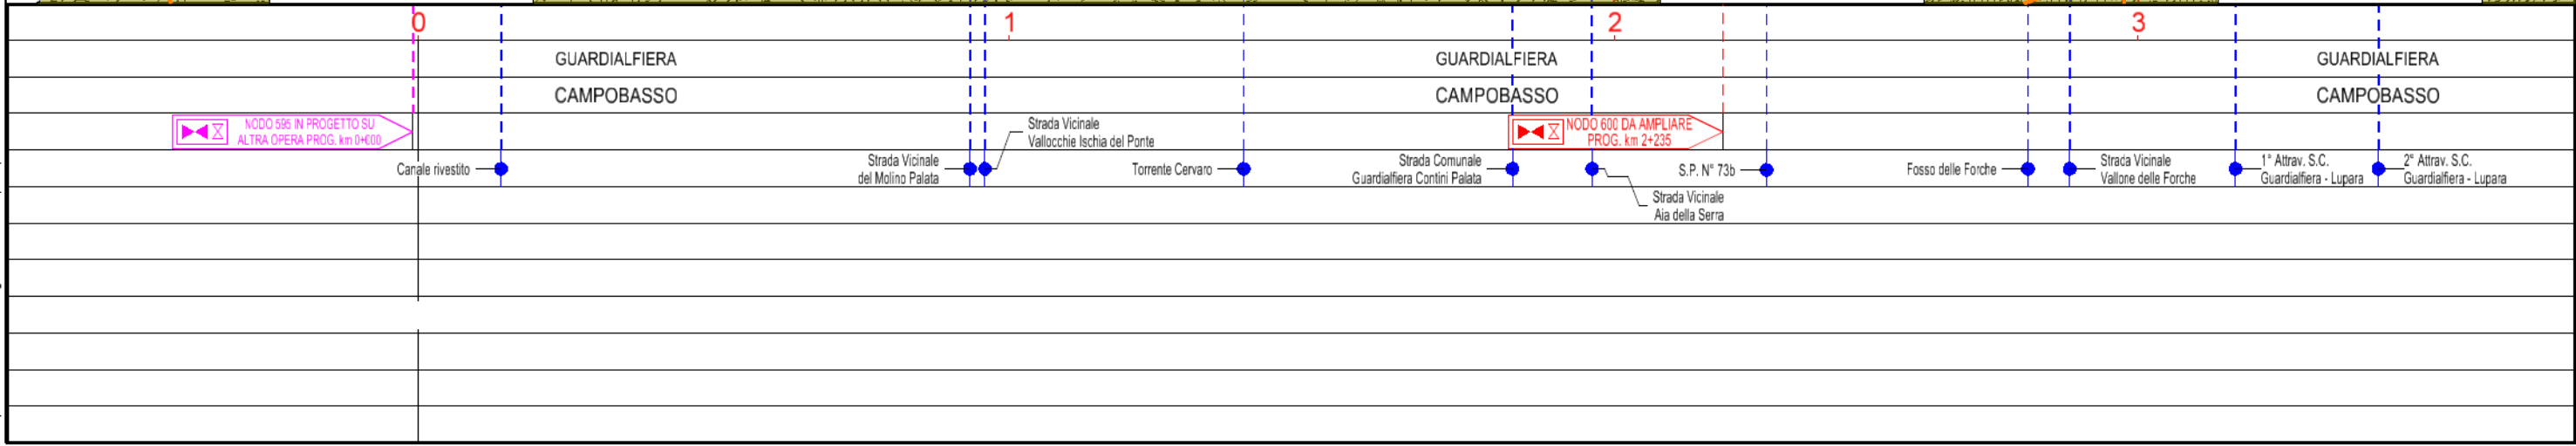 0
1
2
3
GUARDIALFIERA
GUARDIALFIERA
GUARDIALFIERA
CAMPOBASSO
CAMPOBASSO
CAMPOBASSO
NODO 595 IN PROGETTO SU
ALTRA OPERA PROG. km 0+000
NODO 600 DA AMPLIARE
PROG. km 2+235
Canale rivestito
Strada Vicinale
del Molino Palata
Strada Vicinale
Vallocchie Ischia del Ponte
Torrente Cervaro
Strada Comunale
Guardialfiera Contini Palata
Strada Vicinale
Aia della Serra
S.P. N° 73b
Fosso delle Forche
Strada Vicinale
Vallone delle Forche
1° Attrav. S.C.
Guardialfiera - Lupara
2° Attrav. S.C.
Guardialfiera - Lupara